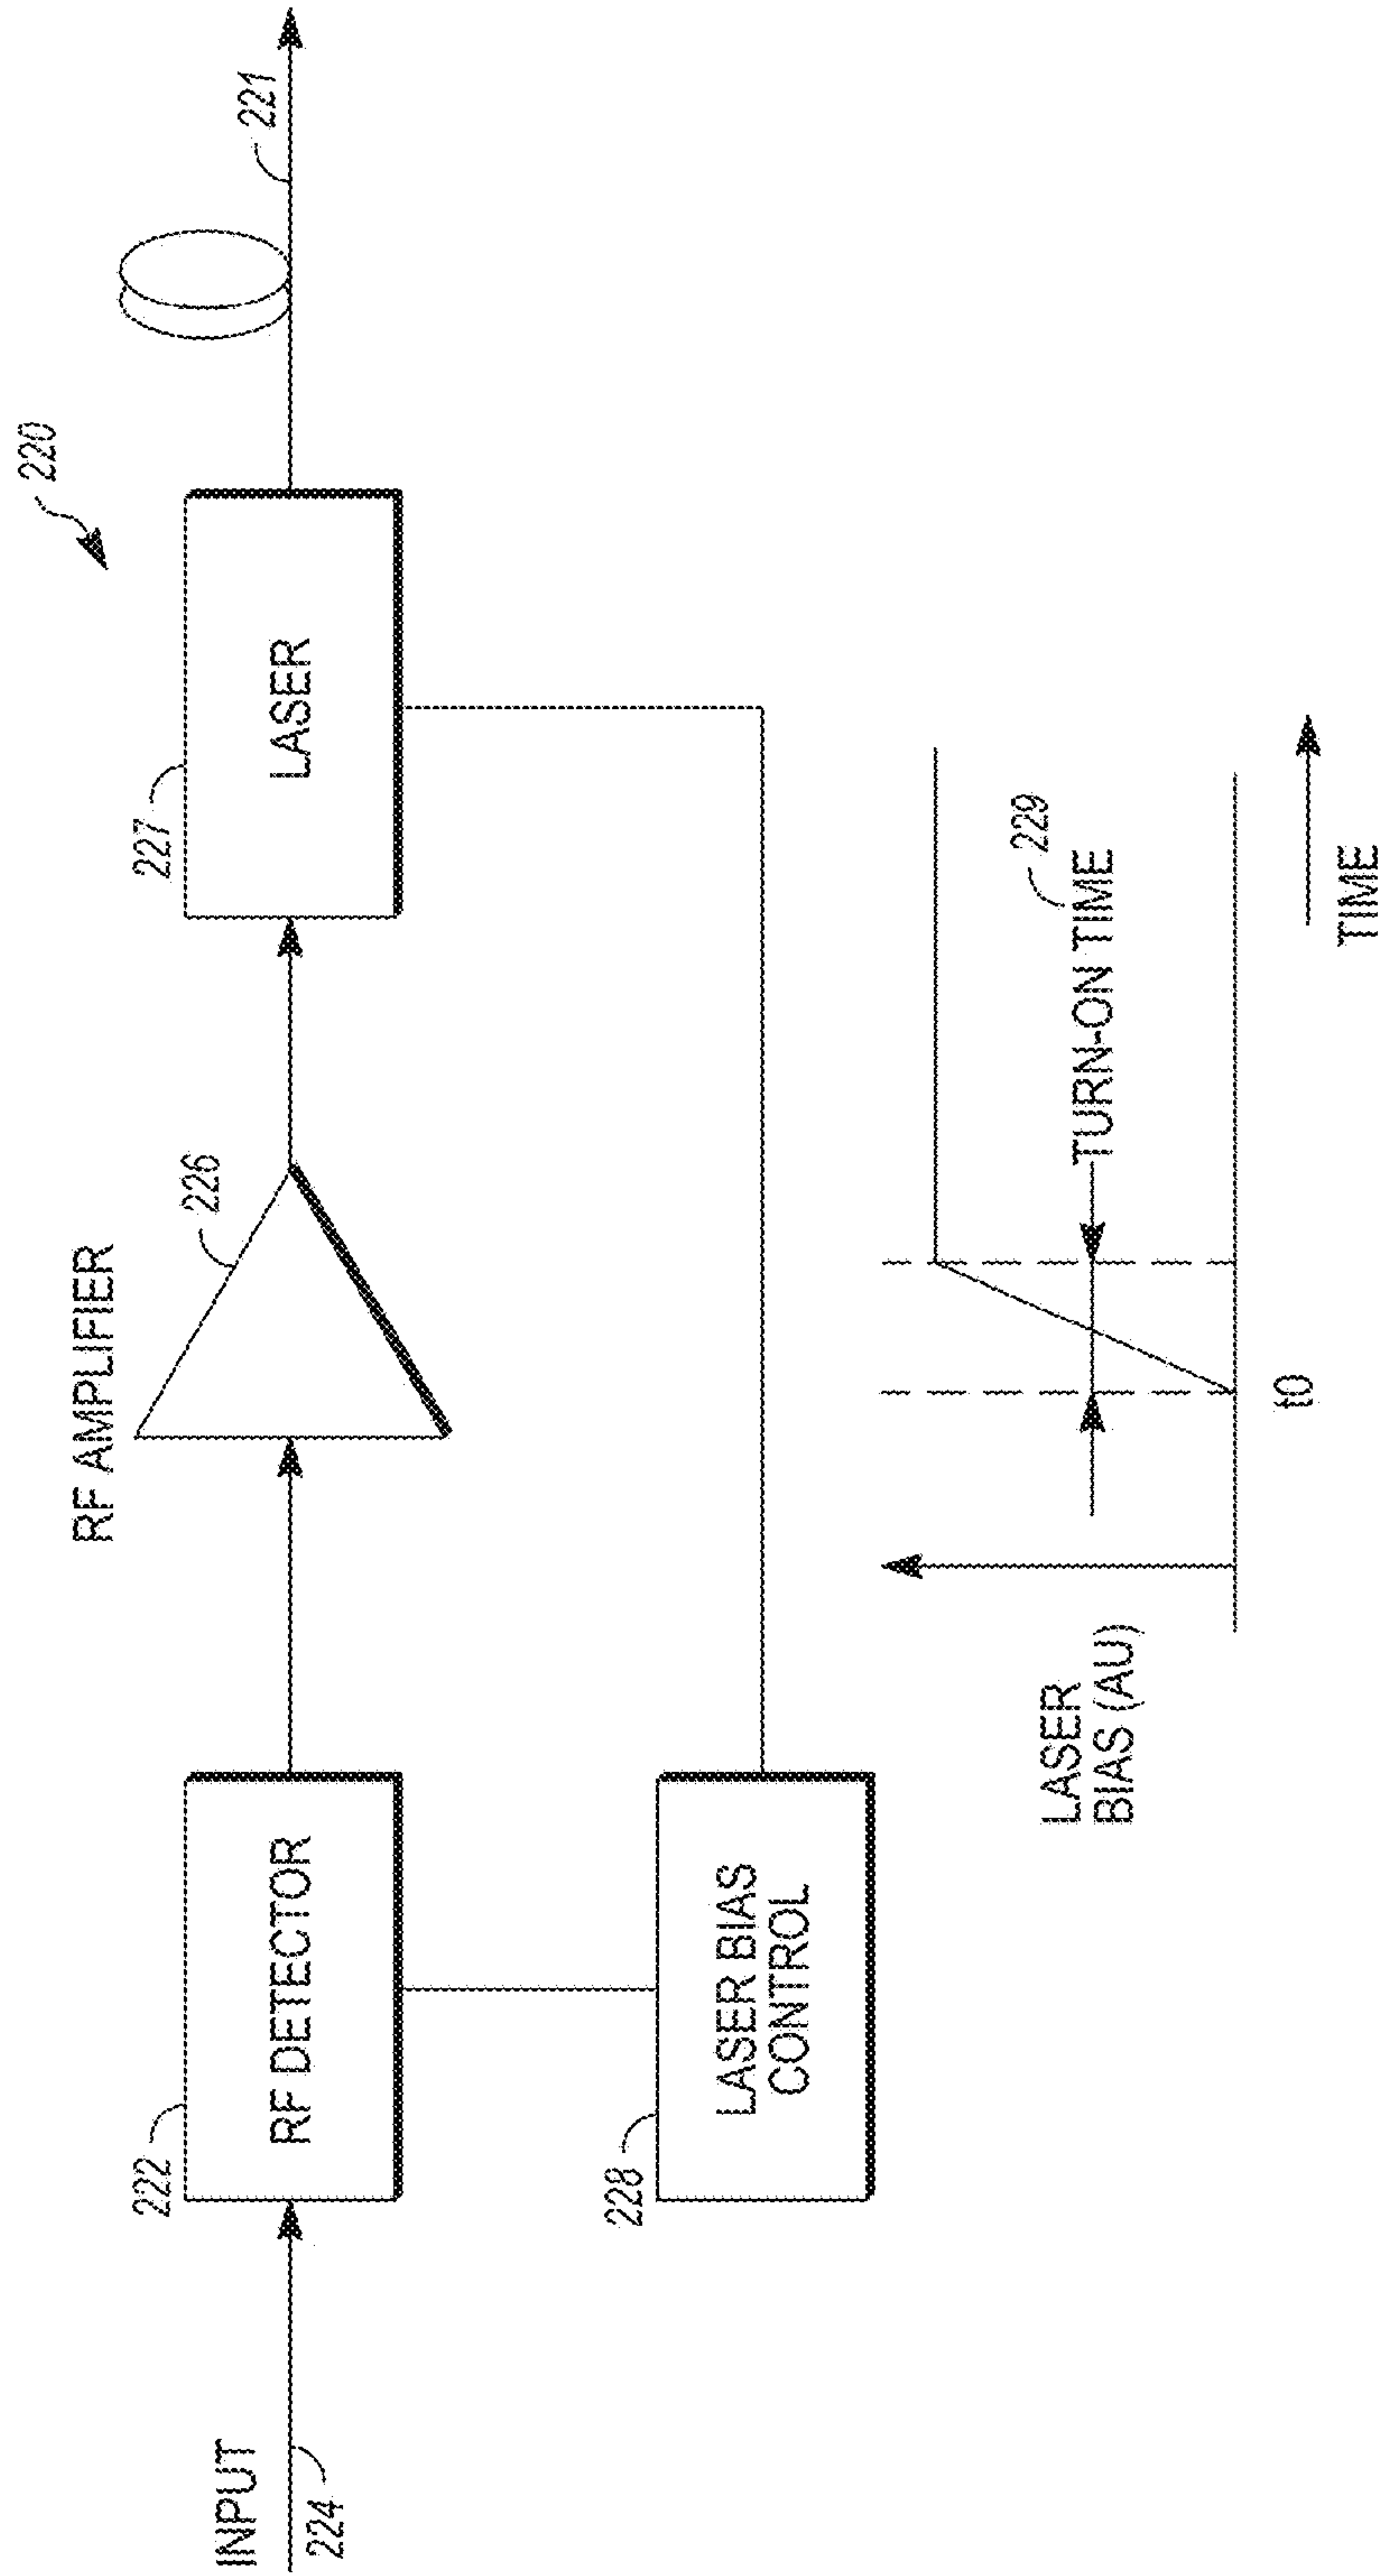 220
RF AMPLIFIER
INPUT
224
222
RF DETECTOR
226
227
LASER
221
228
LASER BIAS
CONTROL
LASER
BIAS (AU)
TURN-ON TIME
229
t0
TIME